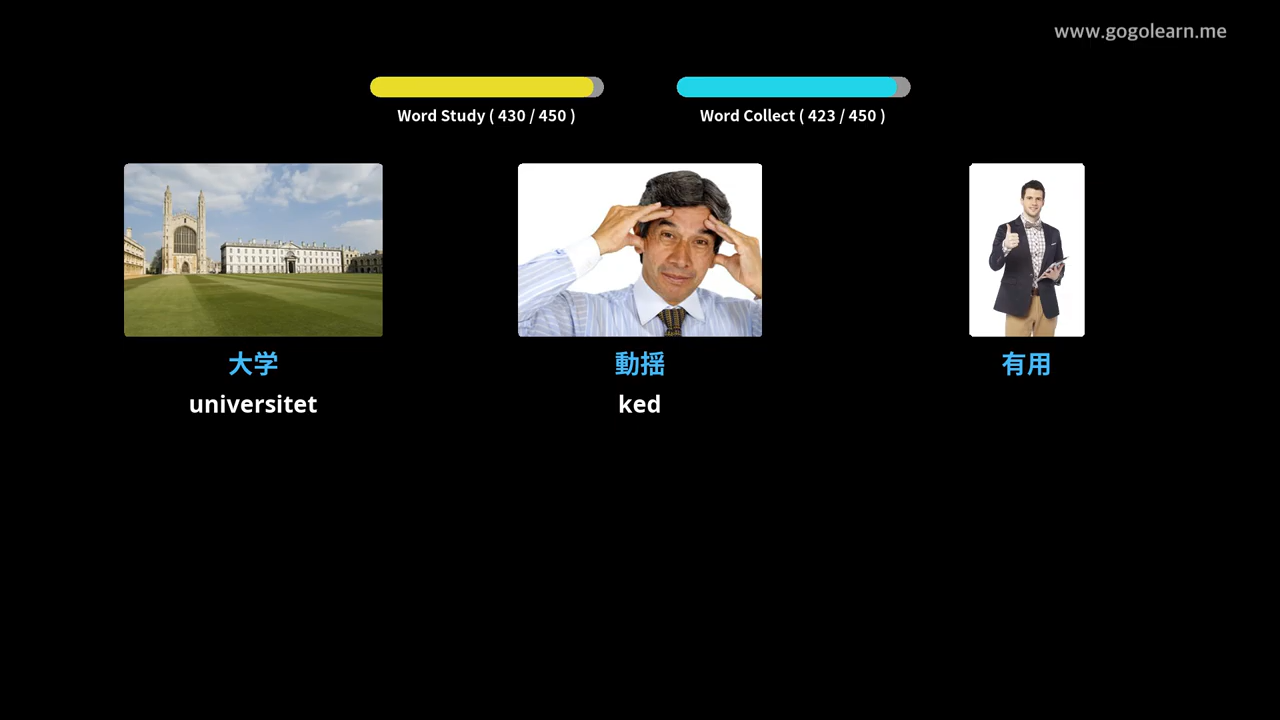 www.gogolearn.me
Word Study ( 430 / 450 )
Word Collect ( 423 / 450 )
大学
動揺
有用
universitet
ked